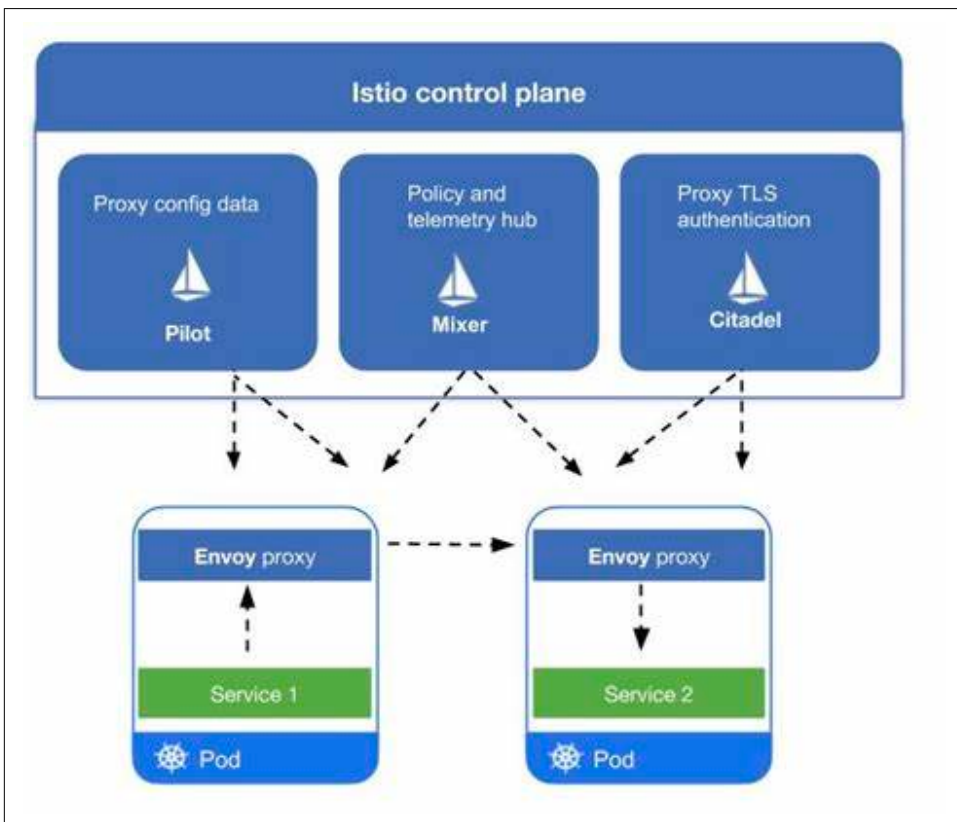 Istio control plane
Proxy config data
Pilot
Policy and
telemetry hub
Mixer
Proxy TLS
authentication
Citadel
Envoy proxy
Service 1
Pod
Envoy proxy
Service 2
Pod